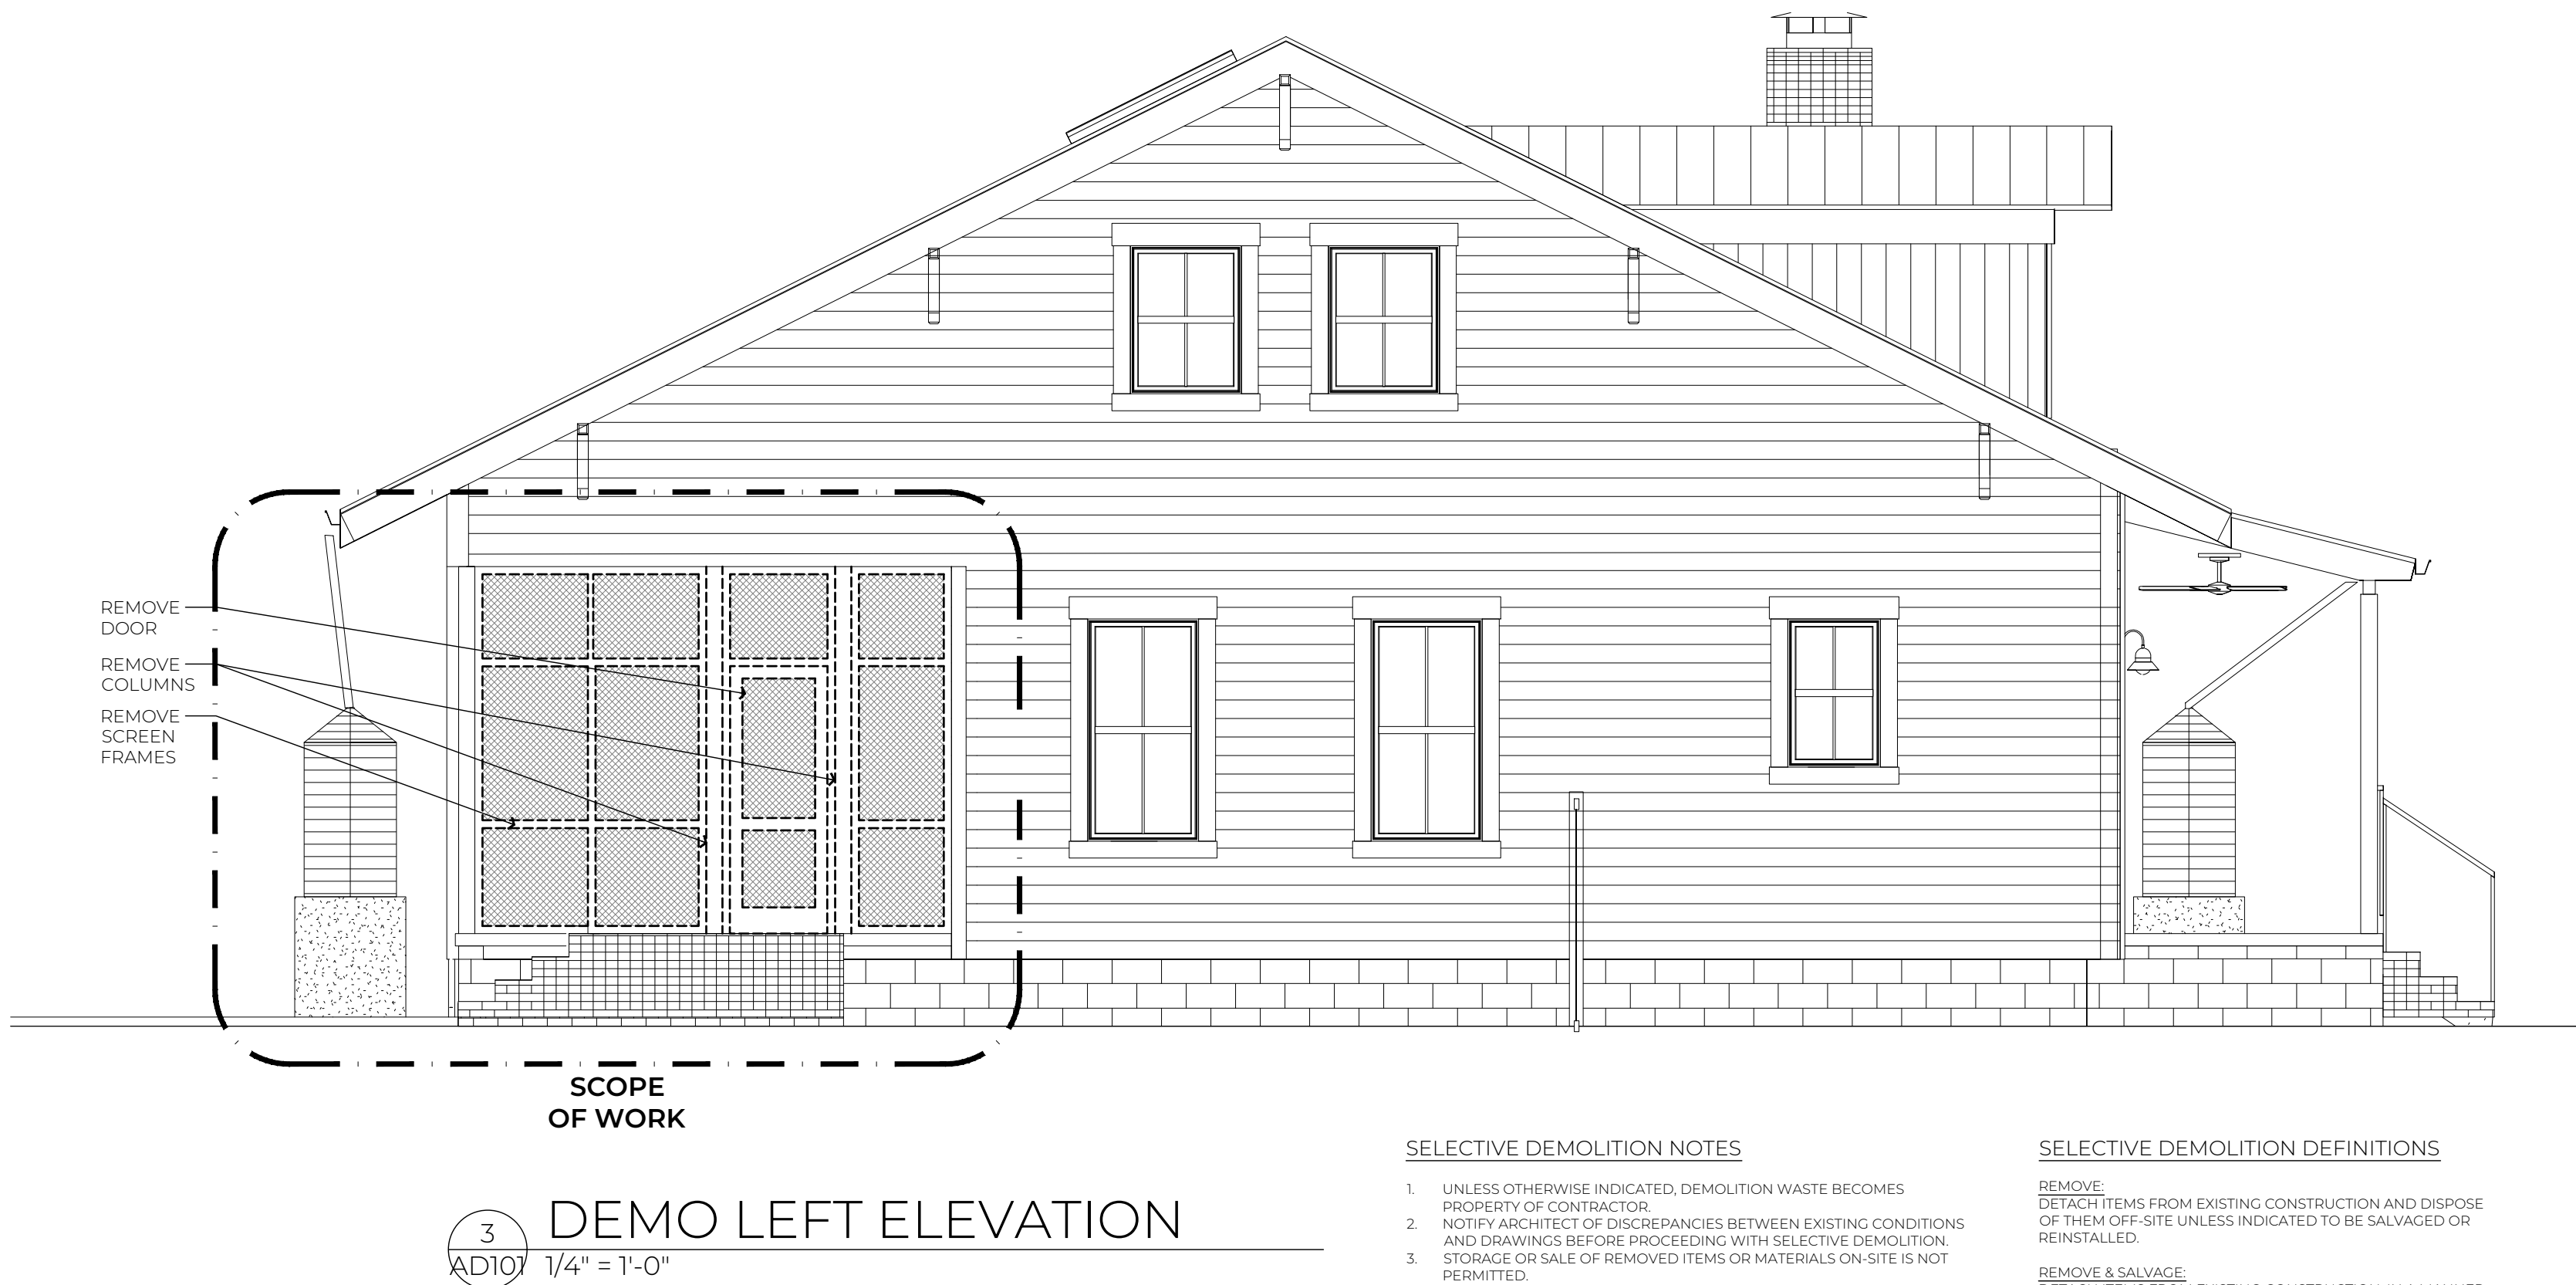 REMOVE
DOOR
REMOVE
COLUMNS
REMOVE
SCREEN
FRAMES
SCOPE
OF WORK
3
AD101
DEMO LEFT ELEVATION
1/4" = 1'-0"
SELECTIVE DEMOLITION NOTES
1. UNLESS OTHERWISE INDICATED, DEMOLITION WASTE BECOMES
PROPERTY OF CONTRACTOR.
2. NOTIFY ARCHITECT OF DISCREPANCIES BETWEEN EXISTING CONDITIONS
AND DRAWINGS BEFORE PROCEEDING WITH SELECTIVE DEMOLITION.
3. STORAGE OR SALE OF REMOVED ITEMS OR MATERIALS ON-SITE IS NOT
PERMITTED.
SELECTIVE DEMOLITION DEFINITIONS
REMOVE:
DETACH ITEMS FROM EXISTING CONSTRUCTION AND DISPOSE
OF THEM OFF-SITE UNLESS INDICATED TO BE SALVAGED OR
REINSTALLED.
REMOVE & SALVAGE: